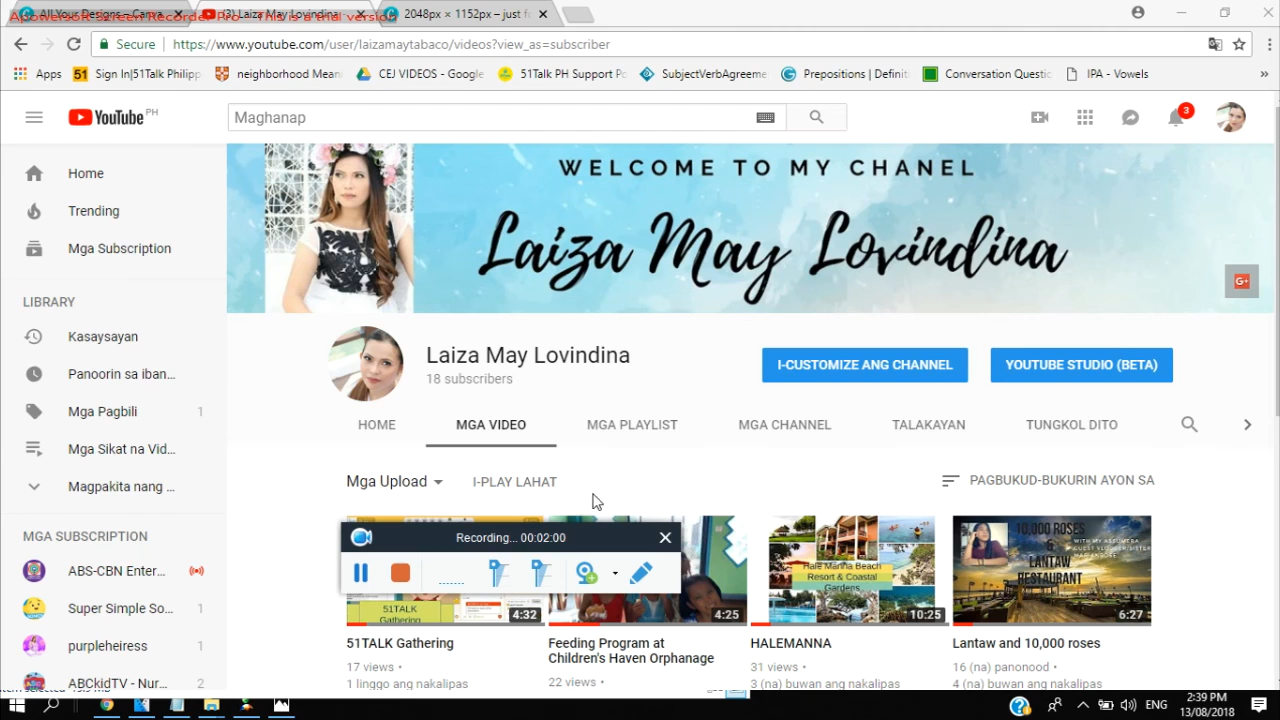 All Your Designs – Canva
(3) Laiza May Lovindina
2048px × 1152px – just f
Apowersoft Screen Recorder Pro - This is a trial version
Secure
https://www.youtube.com/user/laizamaytabaco/videos?view_as=subscriber
Apps
51 Sign In|51Talk Philipp
neighborhood Mean
CEJ VIDEOS - Google
51Talk PH Support Po
SubjectVerbAgreeme
Prepositions | Definiti
Conversation Questio
IPA - Vowels
»
YouTube PH
Maghanap
3
Home
Trending
Mga Subscription
LIBRARY
Kasaysayan
Panoorin sa iban...
Mga Pagbili 1
Mga Sikat na Vid...
Magpakita nang ...
MGA SUBSCRIPTION
ABS-CBN Enter...
Super Simple So... 1
purpleheiress 1
ABCkidTV - Nur... 2
WELCOME TO MY CHANEL
Laiza May Lovindina
G+
Laiza May Lovindina
18 subscribers
I-CUSTOMIZE ANG CHANNEL
YOUTUBE STUDIO (BETA)
HOME
MGA VIDEO
MGA PLAYLIST
MGA CHANNEL
TALAKAYAN
TUNGKOL DITO
Mga Upload
I-PLAY LAHAT
PAGBUKUD-BUKURIN AYON SA
Recording... 00:02:00
51TALK
Gathering
4:32
4:25
Hale Manna Beach
Resort & Coastal
Gardens
10:25
10,000 ROSES
&
LANTAW
RESTAURANT
WITH MY
GUEST VLOGGER/SISTER
6:27
51TALK Gathering
17 views •
1 linggo ang nakalipas
Feeding Program at
Children's Haven Orphanage
22 views •
HALEMANNA
31 views •
3 (na) buwan ang nakalipas
Lantaw and 10,000 roses
16 (na) panonood •
4 (na) buwan ang nakalipas
ENG
2:39 PM
13/08/2018